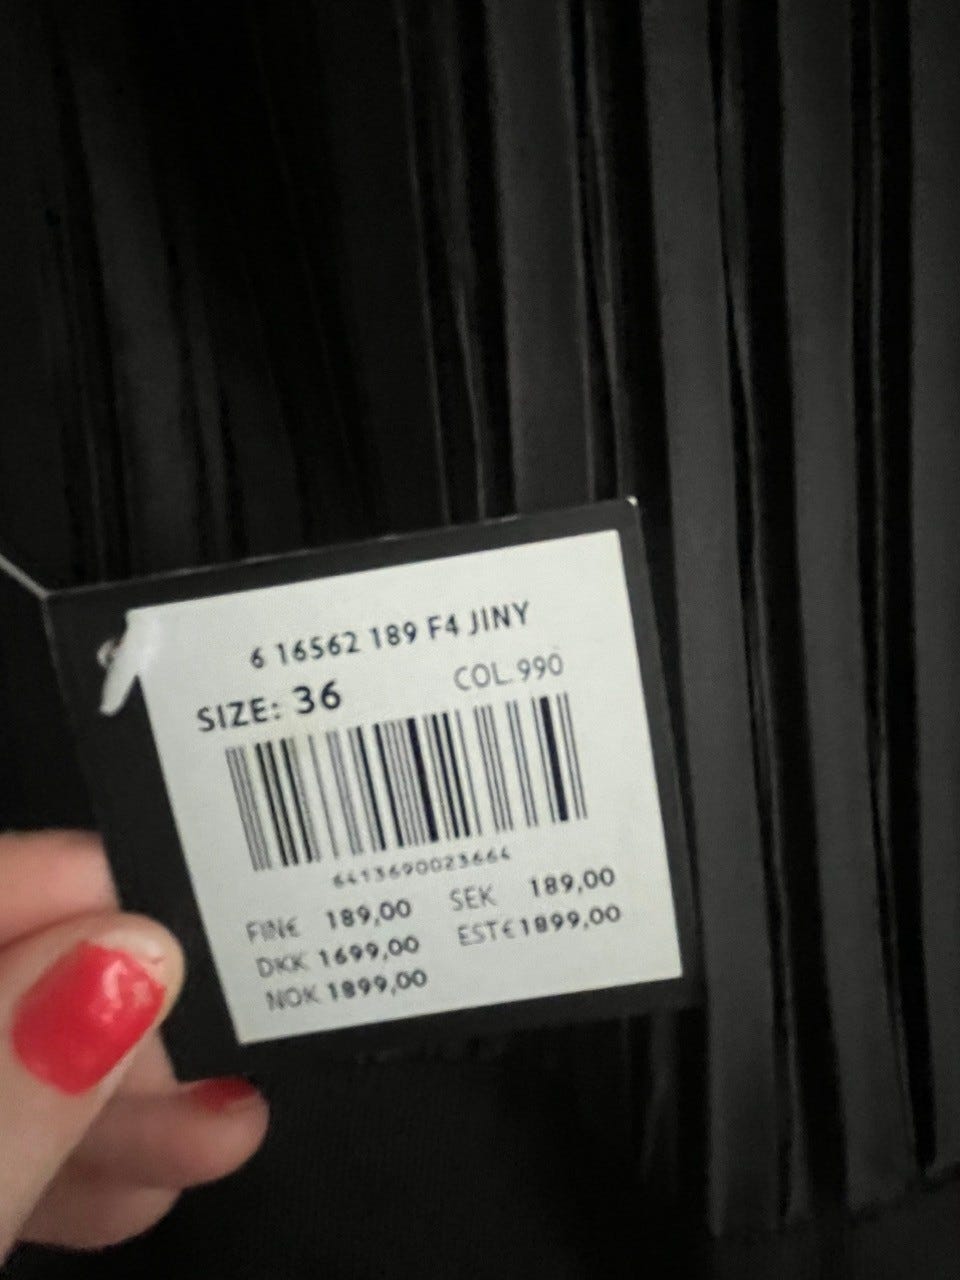 6 16562 189 F4 JINY
SIZE: 36 COL.990
6413690023664
FIN€ 189,00 SEK 189,00
DKK 1699,00 EST€1899,00
NOK 1899,00